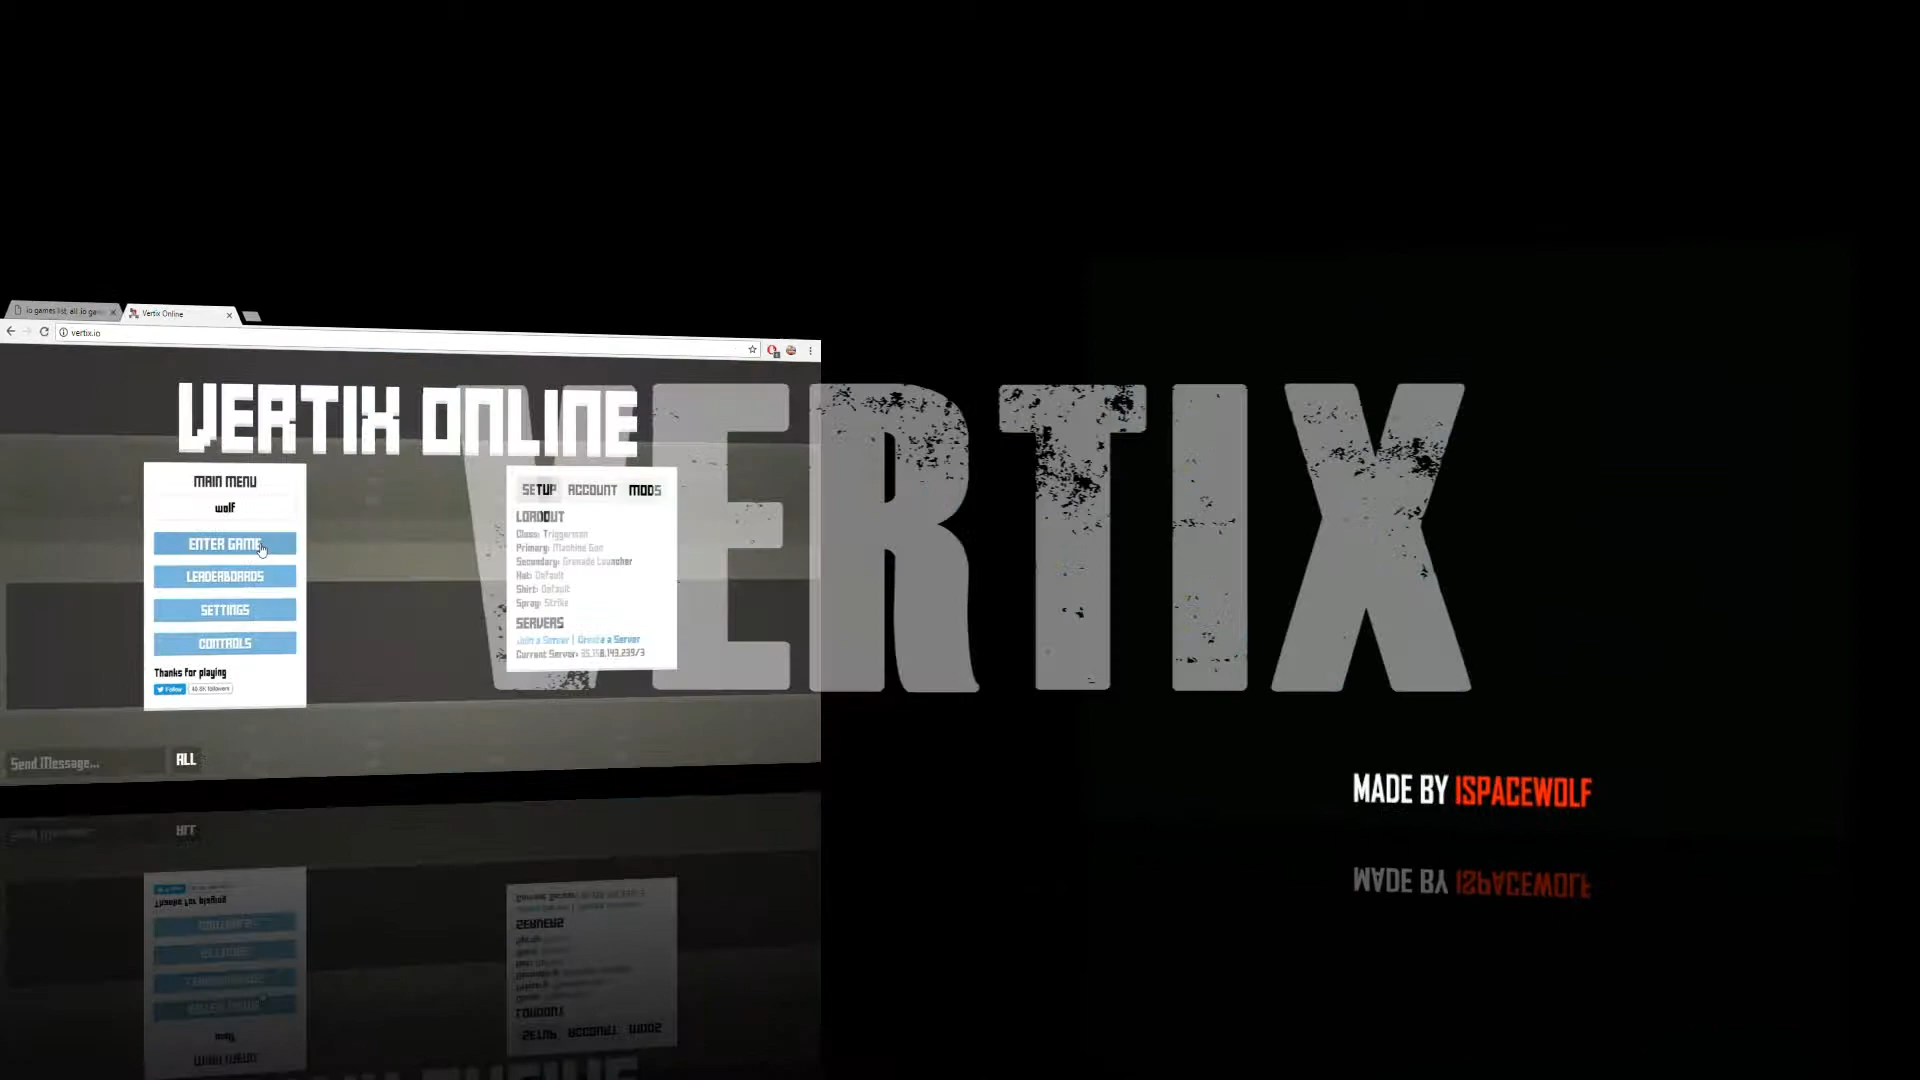 io games list, all .io ga
Vertix Online
vertix.io
VERTIX ONLINE
VERTIX
MAIN MENU
wolf
ENTER GAME
LEADERBOARDS
SETTINGS
CONTROLS
Thanks for playing
Follow
SETUP ACCOUNT MODS
LOADOUT
Class: Triggerman
Primary: Machine Gun
Secondary: Grenade Launcher
Hat: Default
Shirt: Default
Spray: Strike
SERVERS
Join a Server | Create a Server
Current Server:
Send Message...
ALL
MADE BY ISPACEWOLF